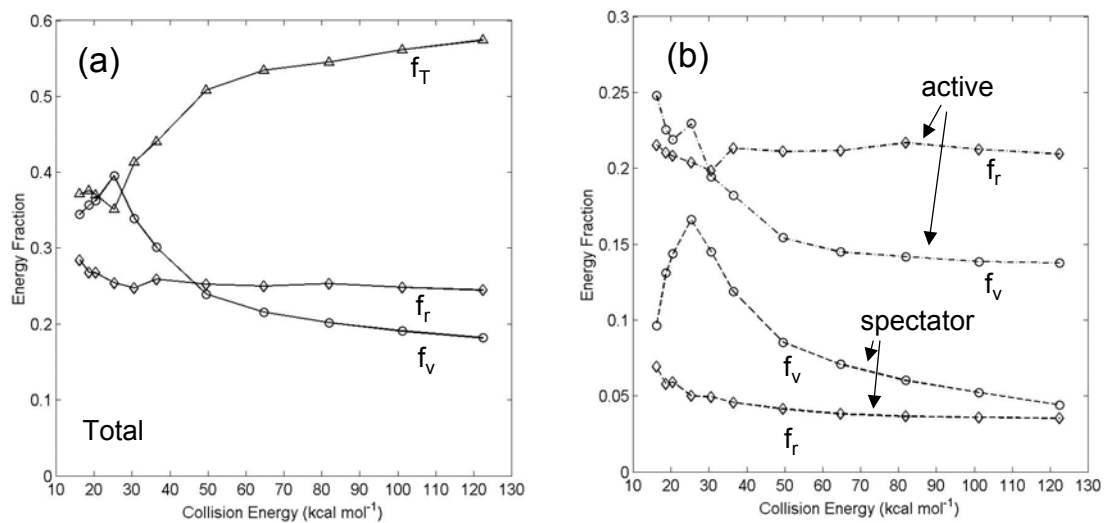 (a)
f_T
f_r
f_v
Total
0
0.1
0.2
0.3
0.4
0.5
0.6
Energy Fraction
10 20 30 40 50 60 70 80 90 100 110 120 130
Collision Energy (kcal mol⁻¹)
(b)
active
f_r
f_v
spectator
f_v
f_r
0
0.05
0.1
0.15
0.2
0.25
0.3
Energy Fraction
10 20 30 40 50 60 70 80 90 100 110 120 130
Collision Energy (kcal mol⁻¹)